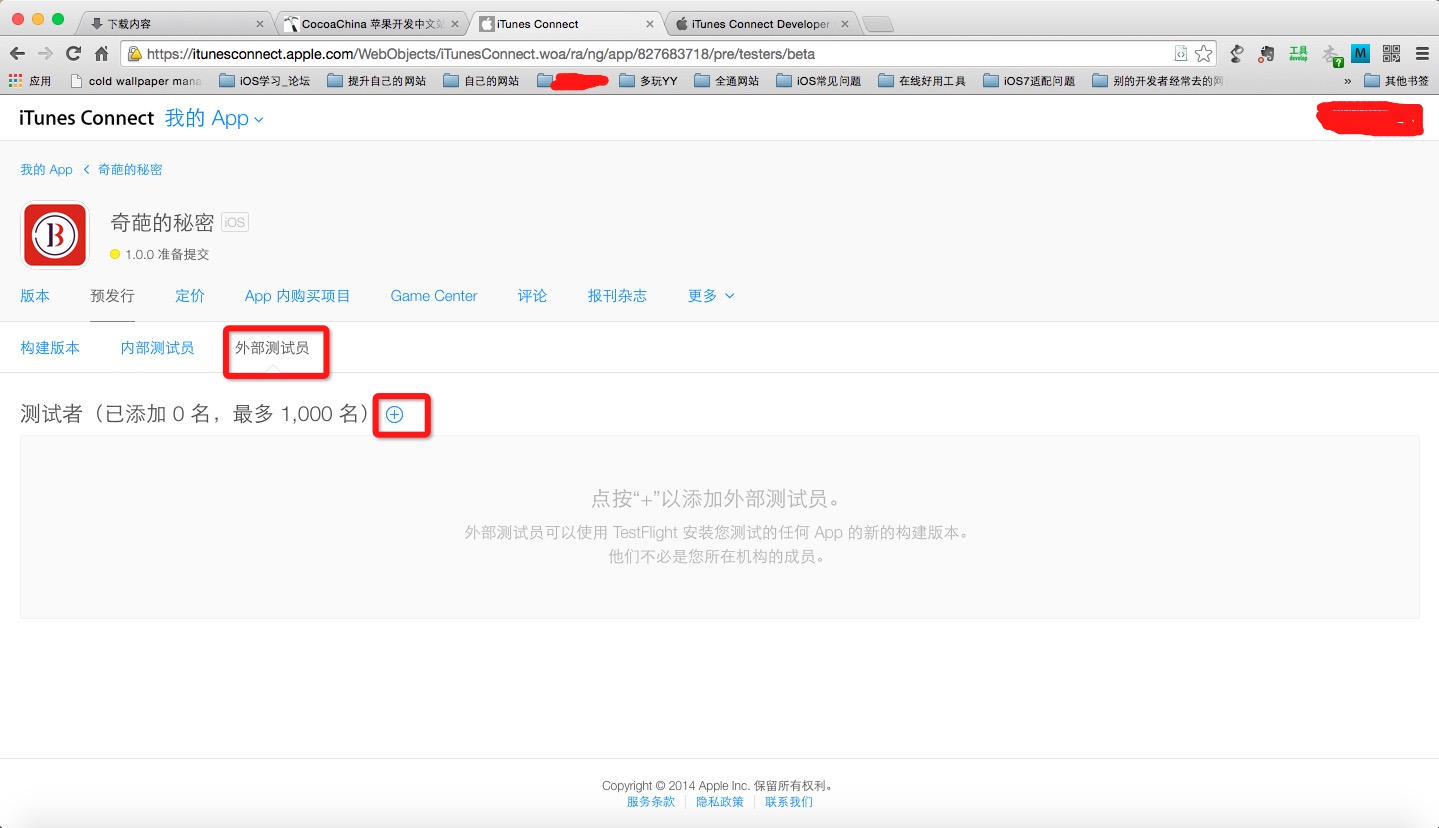 下载内容
CocoaChina 苹果开发中文站
iTunes Connect
iTunes Connect Developer
https://itunesconnect.apple.com/WebObjects/iTunesConnect.woa/ra/ng/app/827683718/pre/testers/beta
工具
develop
M
应用
cold wallpaper mana
iOS学习_论坛
提升自己的网站
自己的网站
多玩YY
全通网站
iOS常见问题
在线好用工具
iOS7适配问题
别的开发者经常去的网
»
其他书签
iTunes Connect 我的 App
我的 App
奇葩的秘密
B
奇葩的秘密 iOS
1.0.0 准备提交
版本 预发行 定价 App 内购买项目 Game Center 评论 报刊杂志 更多
构建版本 内部测试员 外部测试员
测试者（已添加 0 名，最多 1,000 名）
点按“+”以添加外部测试员。
外部测试员可以使用 TestFlight 安装您测试的任何 App 的新的构建版本。
他们不必是您所在机构的成员。
Copyright © 2014 Apple Inc. 保留所有权利。
服务条款 隐私政策 联系我们